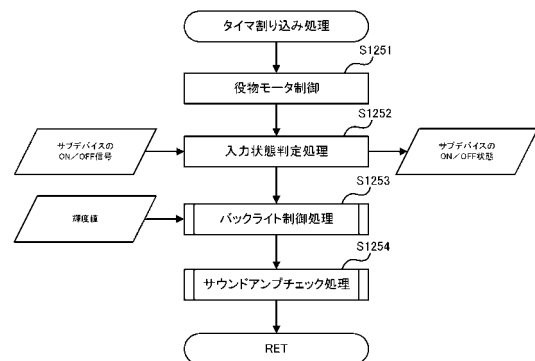 タイマ割り込み処理
S1251
役物モータ制御
S1252
サブデバイスの
ON/OFF信号
入力状態判定処理
サブデバイスの
ON/OFF状態
S1253
輝度値
バックライト制御処理
S1254
サウンドアンプチェック処理
RET